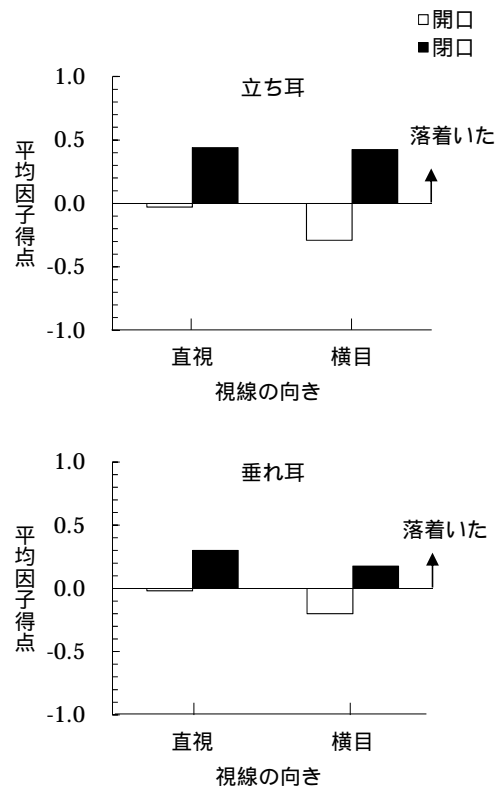 □開口
■閉口
立ち耳
落着いた
平均因子得点
1.0
0.5
0.0
-0.5
-1.0
直視 横目
視線の向き
垂れ耳
落着いた
平均因子得点
1.0
0.5
0.0
-0.5
-1.0
直視 横目
視線の向き